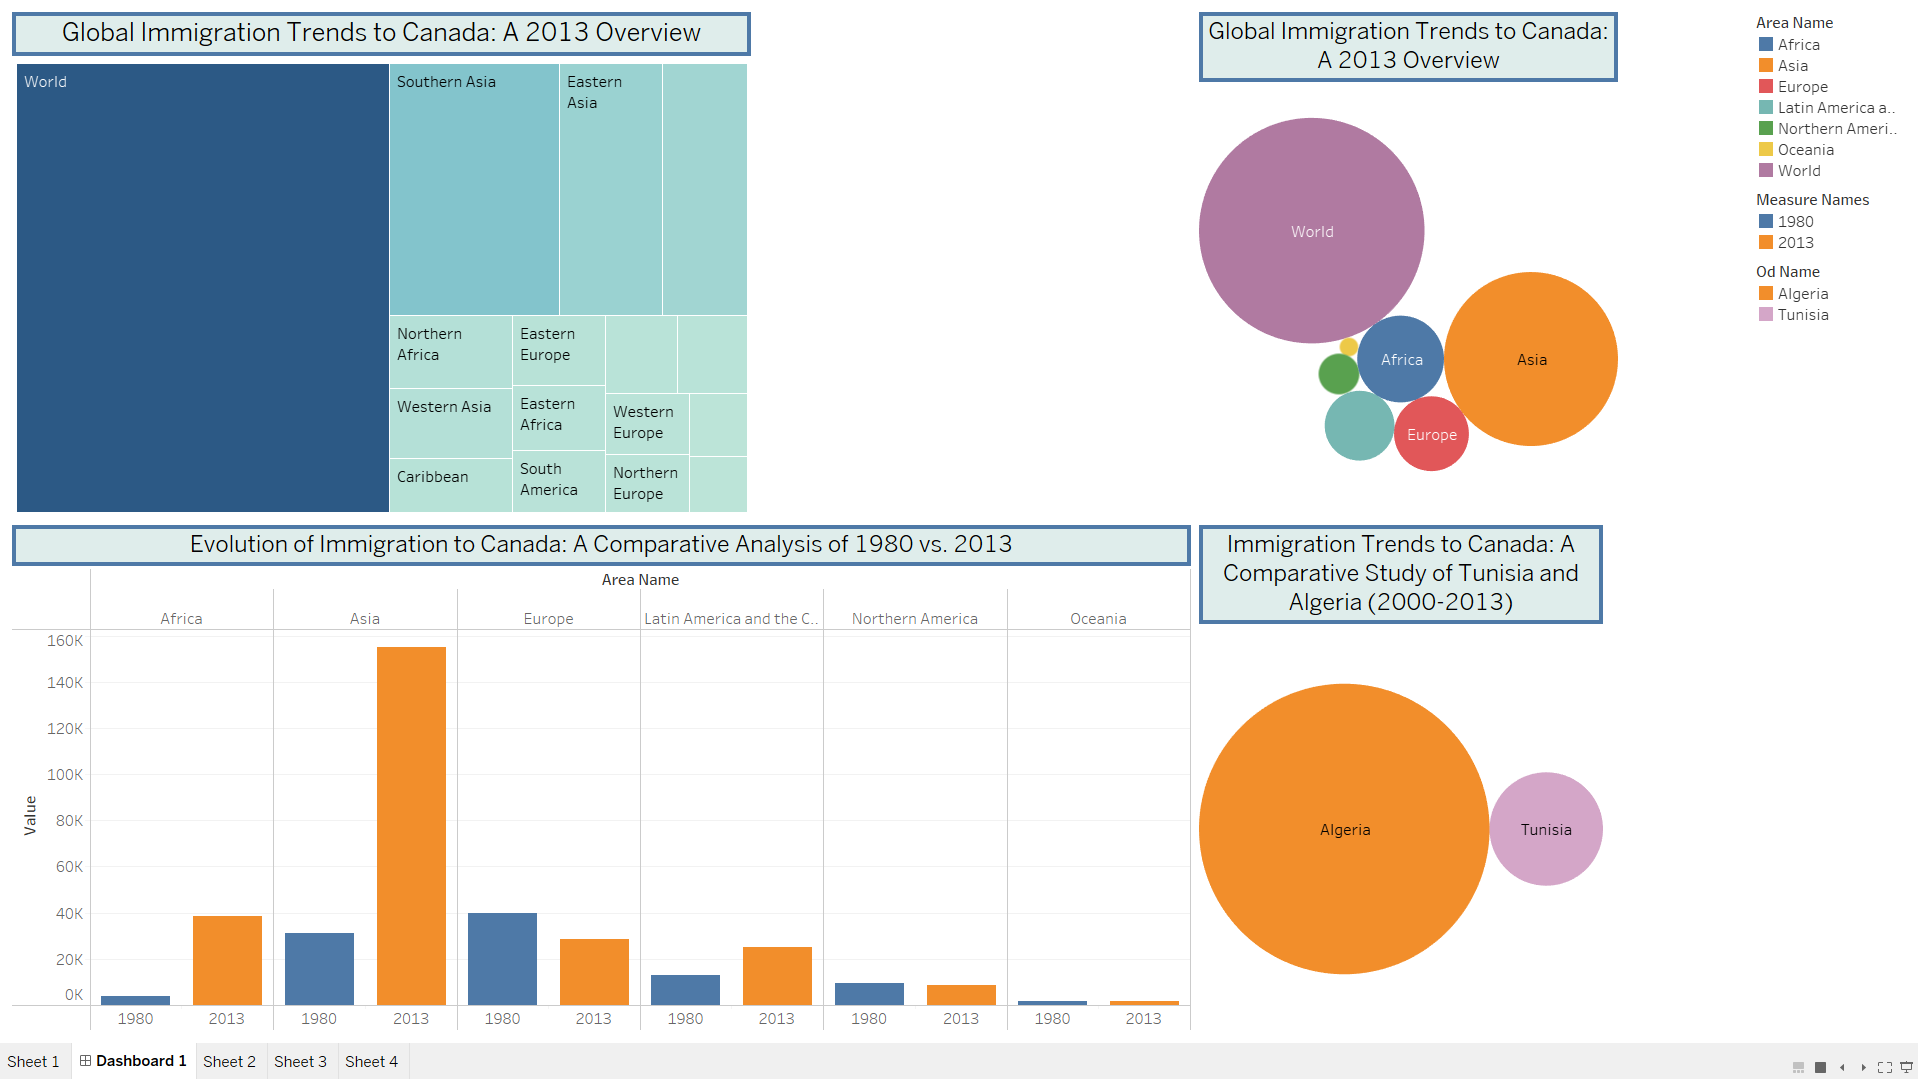 Global Immigration Trends to Canada: A 2013 Overview
World
Southern Asia
Eastern
Asia
Northern
Africa
Eastern
Europe
Western Asia
Eastern
Africa
Western
Europe
Caribbean
South
America
Northern
Europe
Global Immigration Trends to Canada:
A 2013 Overview
World
Africa
Asia
Europe
Area Name
Africa
Asia
Europe
Latin America a..
Northern Ameri..
Oceania
World
Measure Names
1980
2013
Od Name
Algeria
Tunisia
Evolution of Immigration to Canada: A Comparative Analysis of 1980 vs. 2013
Area Name
Africa Asia Europe Latin America and the C.. Northern America Oceania
Value
160K
140K
120K
100K
80K
60K
40K
20K
0K
1980 2013 1980 2013 1980 2013 1980 2013 1980 2013 1980 2013
Immigration Trends to Canada: A
Comparative Study of Tunisia and
Algeria (2000-2013)
Algeria
Tunisia
Sheet 1 Dashboard 1 Sheet 2 Sheet 3 Sheet 4